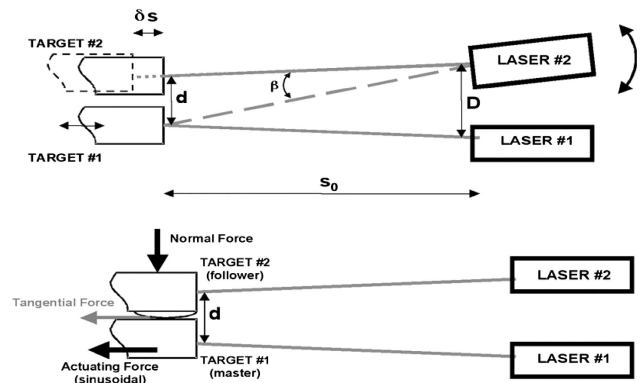 δ s
TARGET #2
LASER #2
d
β
D
TARGET #1
LASER #1
s₀
Normal Force
TARGET #2
(follower)
LASER #2
Tangential Force
d
Actuating Force
(sinusoidal)
TARGET #1
(master)
LASER #1